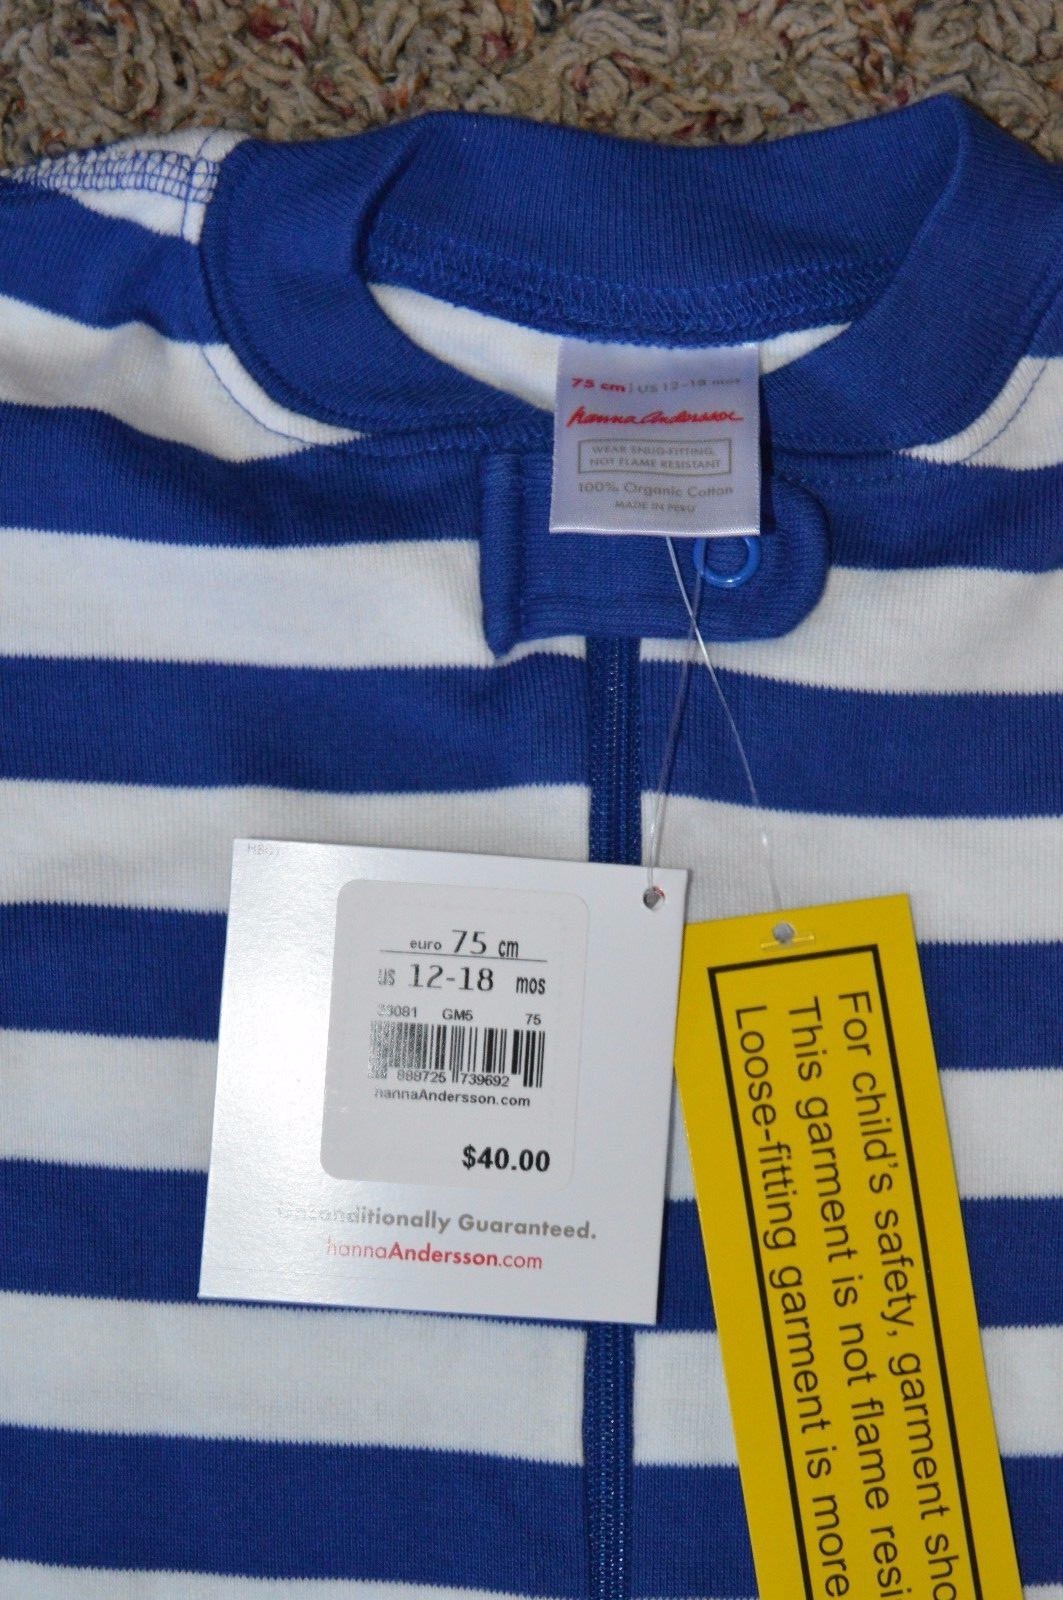 75 cm | US 12-18 mos
hanna Andersson
WEAR SNUG-FITTING,
NOT FLAME RESISTANT
100% Organic Cotton
MADE IN PERU
euro 75 cm
US 12-18 mos
GM5 75
888725 739692
hannaAndersson.com
$40.00
Unconditionally Guaranteed.
hannaAndersson.com
For child's safety, garment sho
This garment is not flame resi
Loose-fitting garment is more